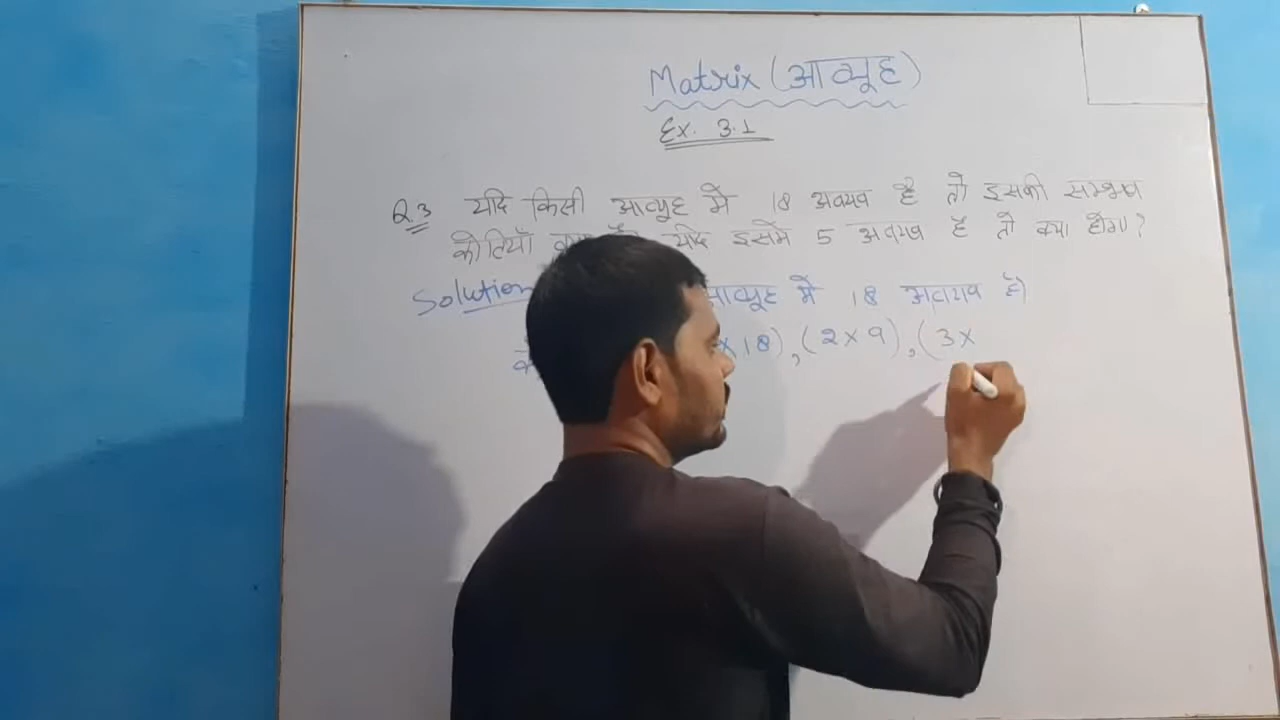 Matrix (आव्यूह)
Ex. 3.1
Q.3 यदि किसी आव्यूह में 18 अवयव है तो इसकी सम्भव
कोटियाँ यदि इसमें 5 अवयव है तो क्या होगा?
Solution आव्यूह में 18 अवयव है।
×18), (2×9), (3×